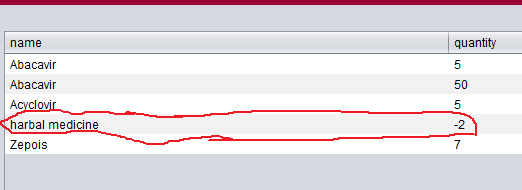 name quantity
Abacavir 5
Abacavir 50
Acyclovir 5
harbal medicine -2
Zepois 7